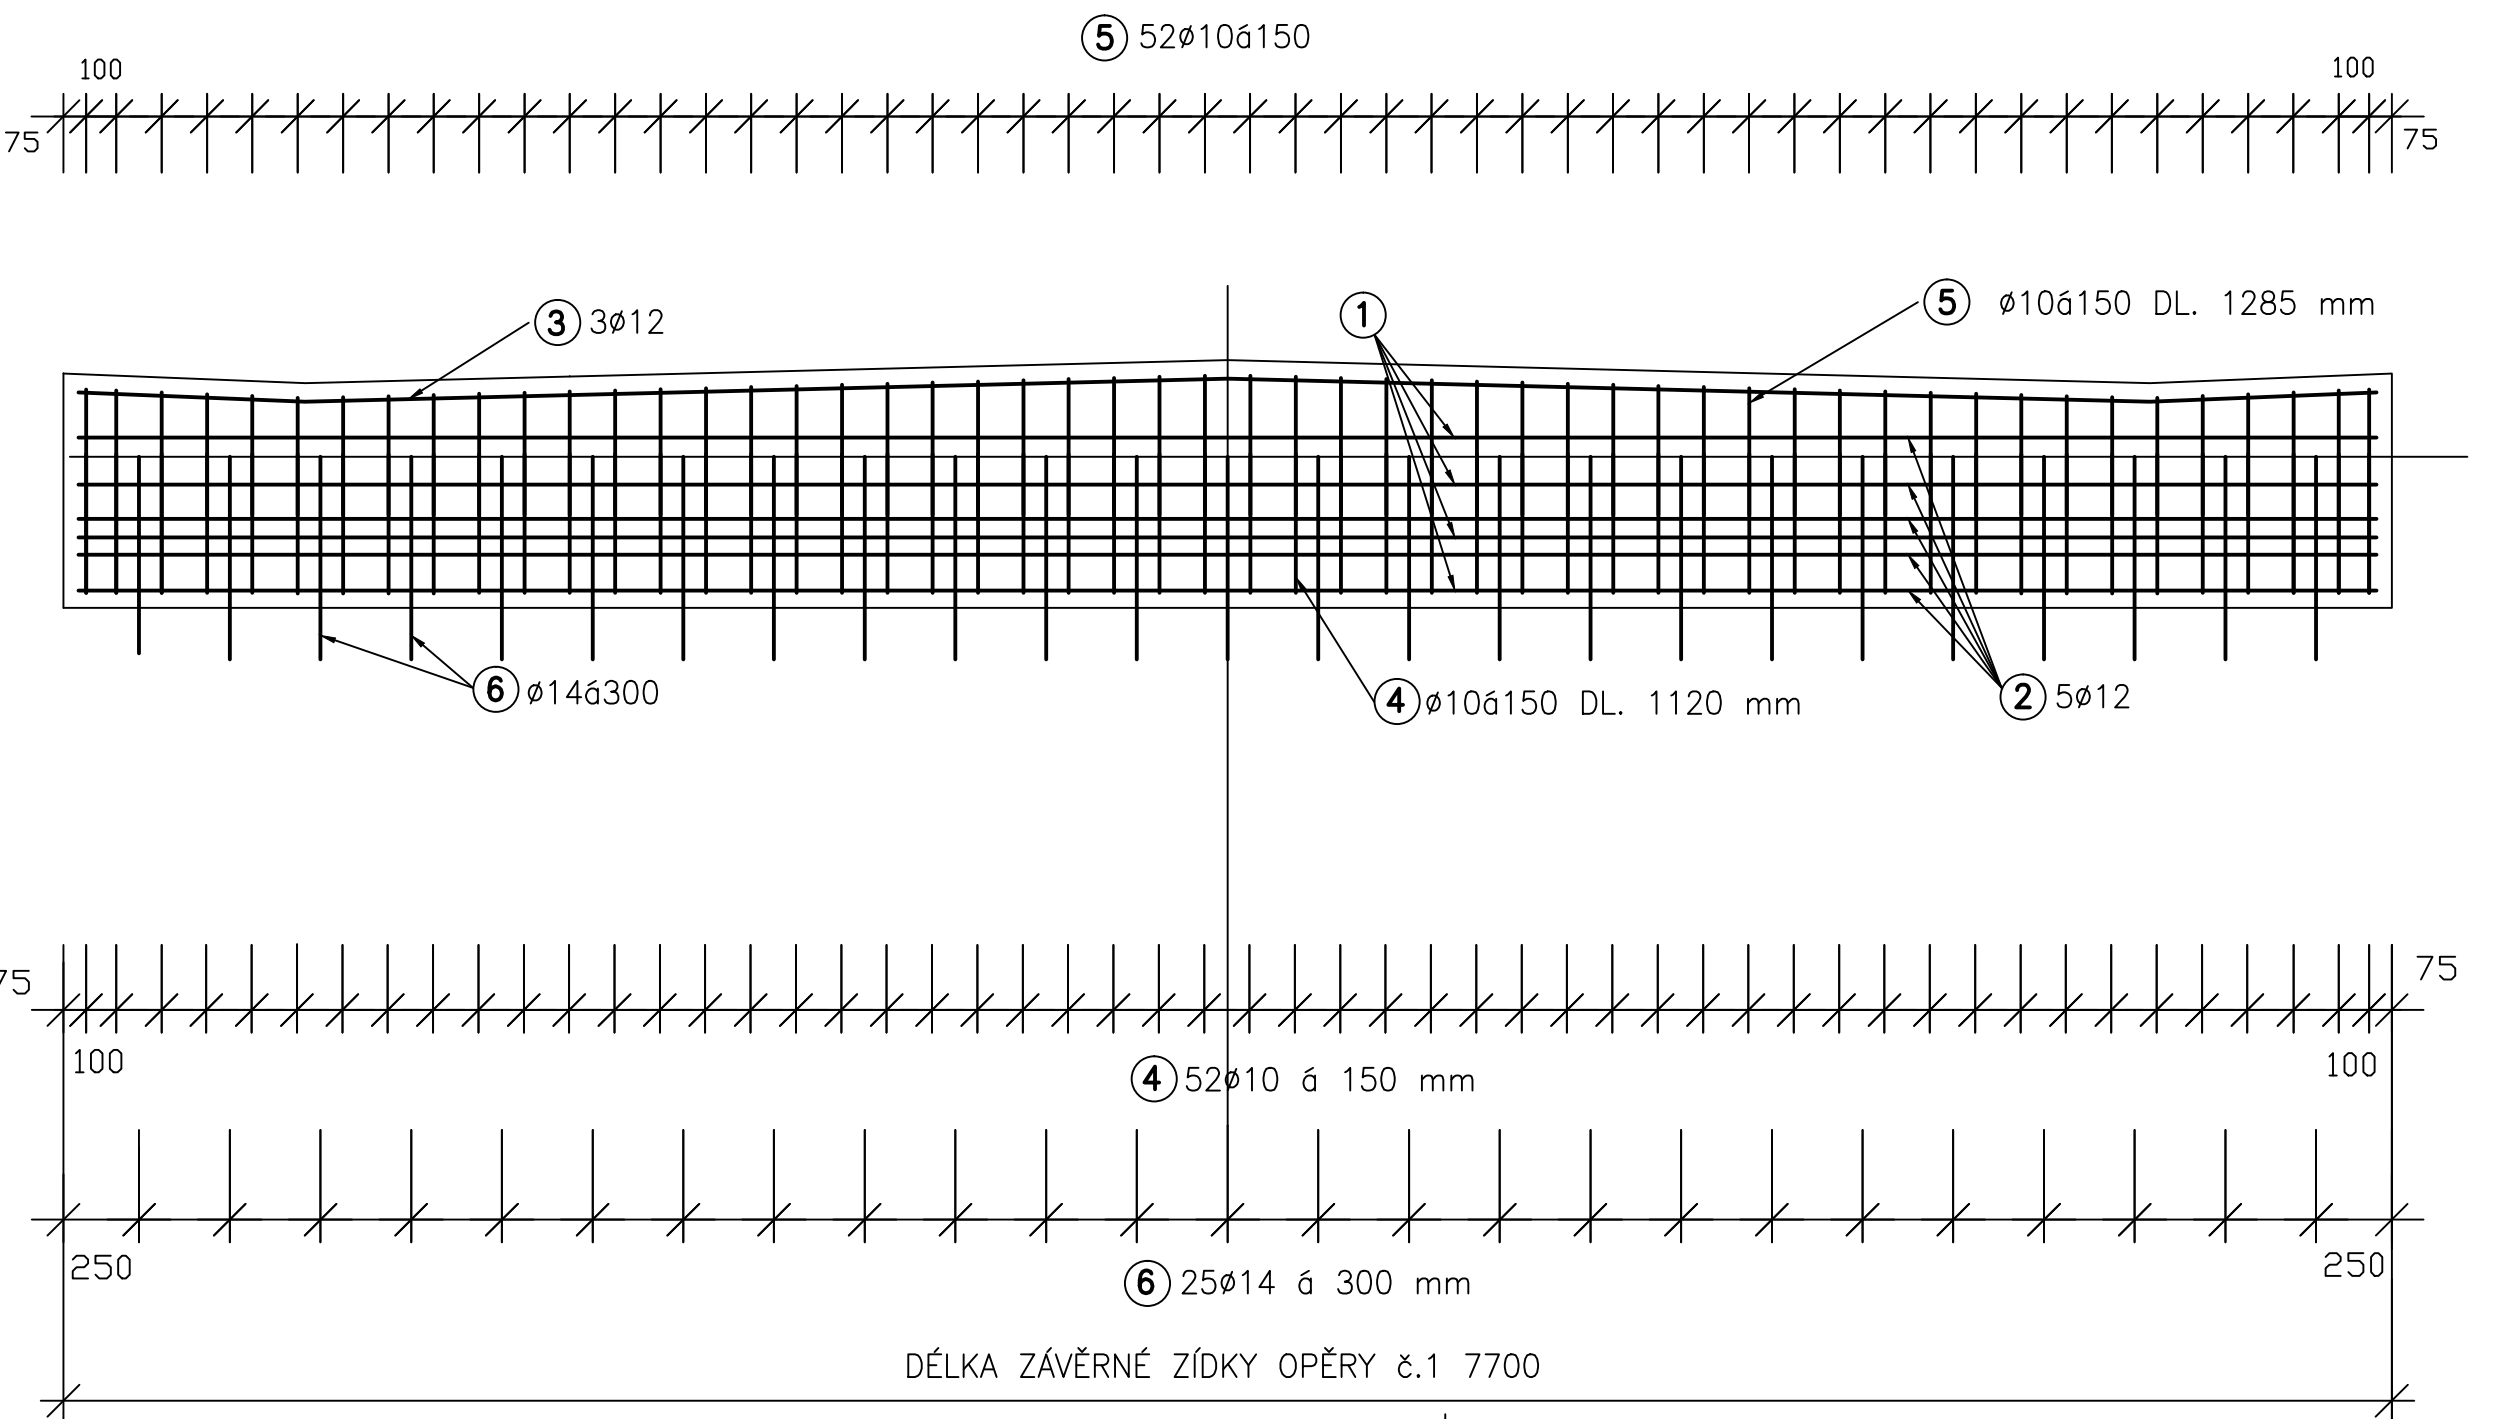 5 52ø10á150
100 100
75 75
3 3ø12
1
5 ø10á150 DL. 1285 mm
6 ø14á300
4 ø10á150 DL. 1120 mm
2 5ø12
75 75
100 100
4 52ø10 á 150 mm
250 250
6 25ø14 á 300 mm
DÉLKA ZÁVĚRNÉ ZÍDKY OPĚRY č.1 7700